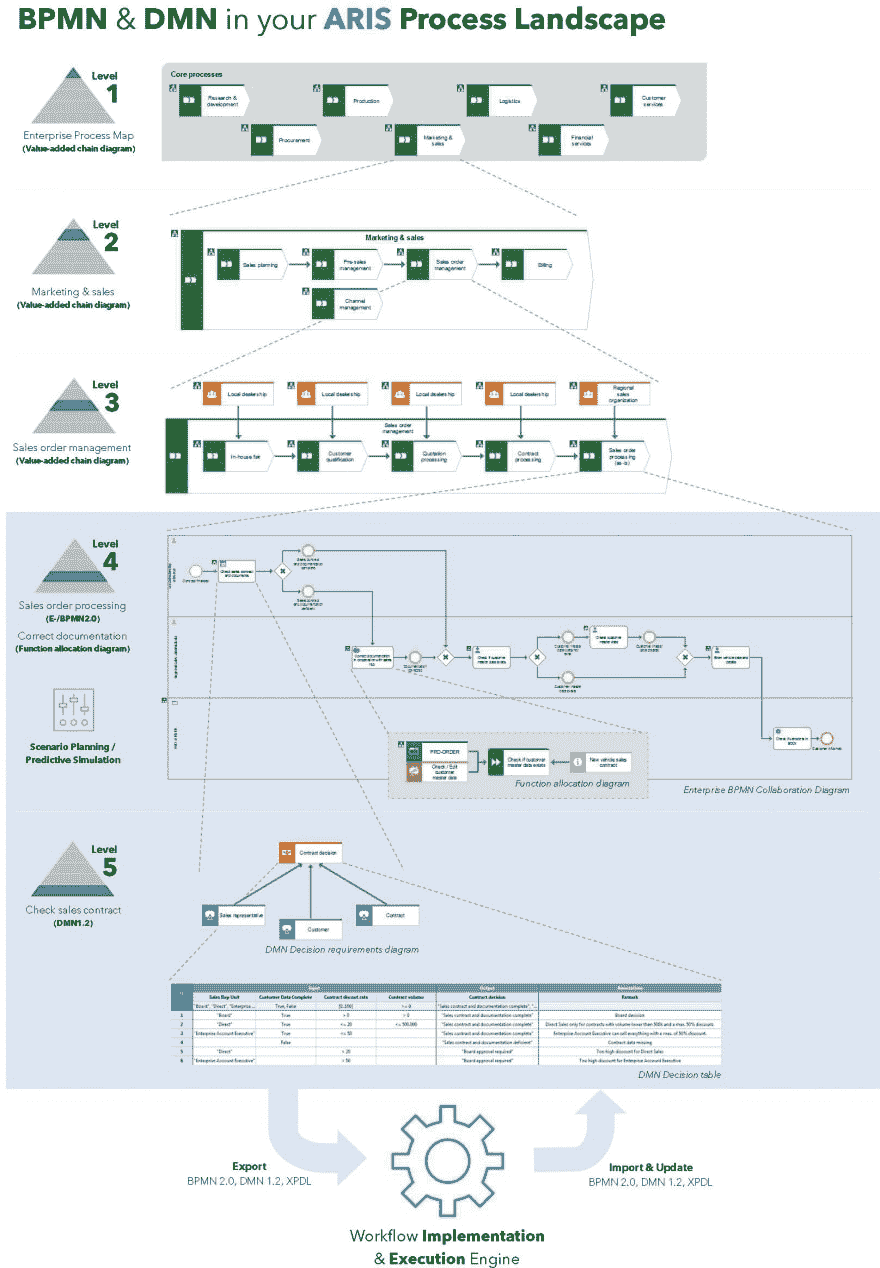 BPMN & DMN in your ARIS Process Landscape
Level
1
Enterprise Process Map
(Value-added chain diagram)
Core processes
Research &
development
Production
Logistics
Customer
services
Procurement
Marketing &
sales
Financial
services
Level
2
Marketing & sales
(Value-added chain diagram)
Marketing & sales
Sales planning
Pre-sales
management
Sales order
management
Billing
Channel
management
Level
3
Sales order management
(Value-added chain diagram)
Local dealership
Local dealership
Local dealership
Local dealership
Regional
sales
organization
Sales order
management
In-house fair
Customer
qualification
Quotation
processing
Contract
processing
Sales order
processing
(as-is)
Level
4
Sales order processing
(E-/BPMN2.0)
Correct documentation
(Function allocation diagram)
Scenario Planning /
Predictive Simulation
Check sales contract
and documents
PRE-ORDER
Check / Edit
customer
master data
Check if customer
master data exists
New vehicle sales
contract
Function allocation diagram
Enterprise BPMN Collaboration Diagram
Level
5
Check sales contract
(DMN1.2)
Contract decision
Sales representative
Customer
Contract
DMN Decision requirements diagram
Input
Output
Annotations
Sales Rep Unit
Customer Data Complete
Contract discount rate
Contract volume
Contract decision
Remark
"Board", "Direct", "Enterprise ...
True, False
[0..100]
>= 0
"Sales contract and documentation complete", "...
1
"Board"
True
> 0
> 0
"Sales contract and documentation complete"
Board decision
2
"Direct"
True
<= 20
<= 500.000
"Sales contract and documentation complete"
Direct Sales only for contracts with volume lower than 500k and a max. 50% discount.
3
"Enterprise Account Executive"
True
<= 50
"Sales contract and documentation complete"
Enterprise Account Executive can sell everything with a max. of 50% discount.
4
False
"Sales contract and documentation deficient"
Contract data missing
5
"Direct"
> 20
"Board approval required"
Too high discount for Direct Sales
6
"Enterprise Account Executive"
> 50
"Board approval required"
Too high discount for Enterprise Account Executive
DMN Decision table
Export
BPMN 2.0, DMN 1.2, XPDL
Import & Update
BPMN 2.0, DMN 1.2, XPDL
Workflow Implementation
& Execution Engine